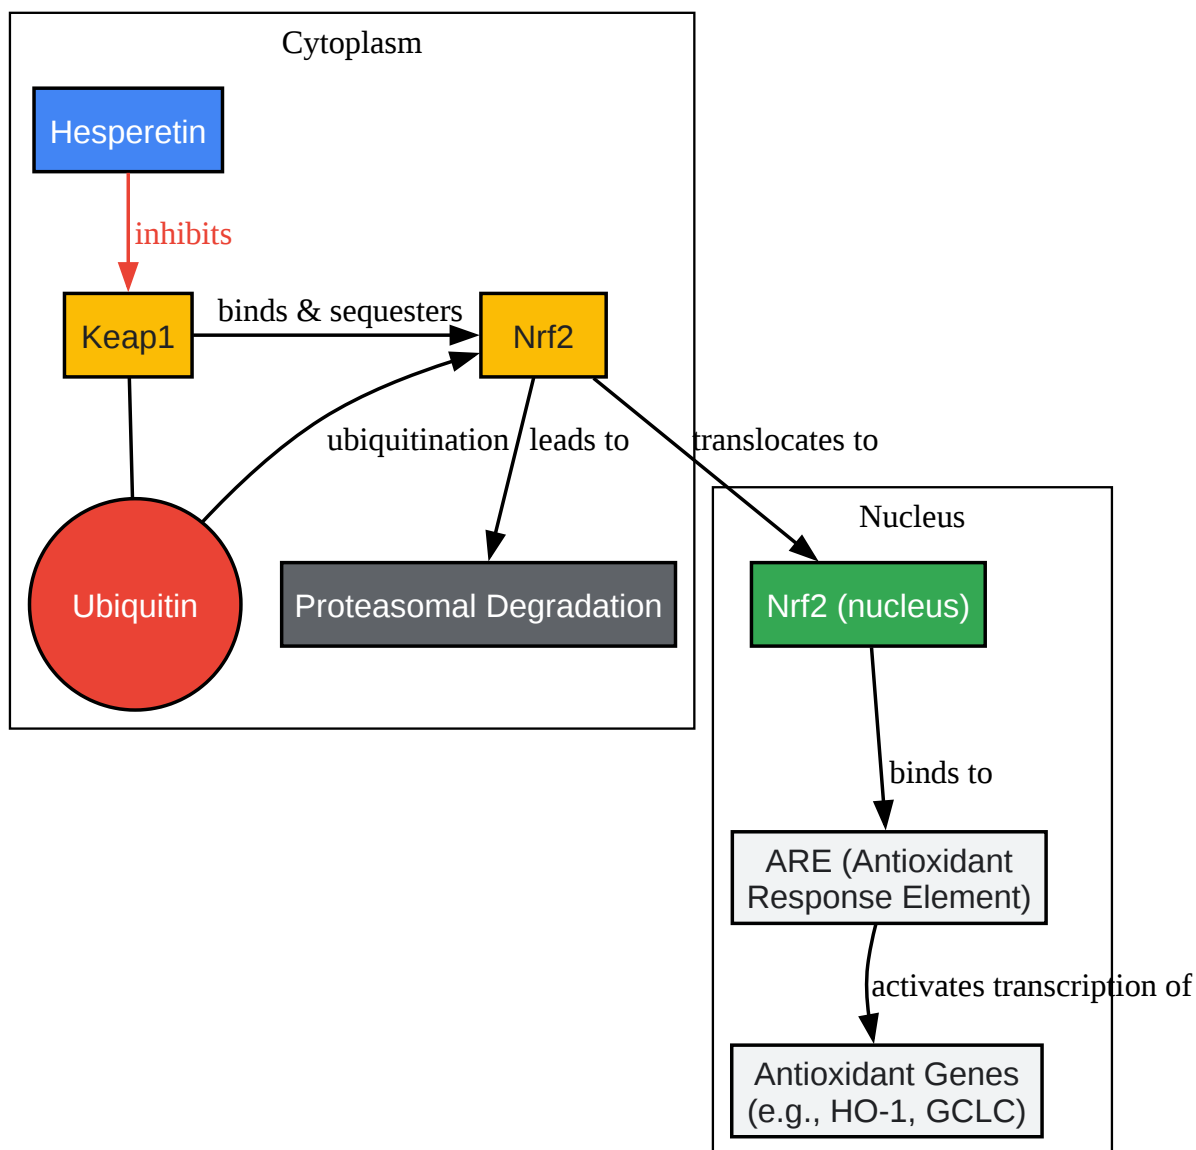 Cytoplasm
Hesperetin
inhibits
Keap1
binds & sequesters
Nrf2
ubiquitination
leads to
translocates to
Nucleus
Ubiquitin
Proteasomal Degradation
Nrf2 (nucleus)
binds to
ARE (Antioxidant
Response Element)
activates transcription of
Antioxidant Genes
(e.g., HO-1, GCLC)